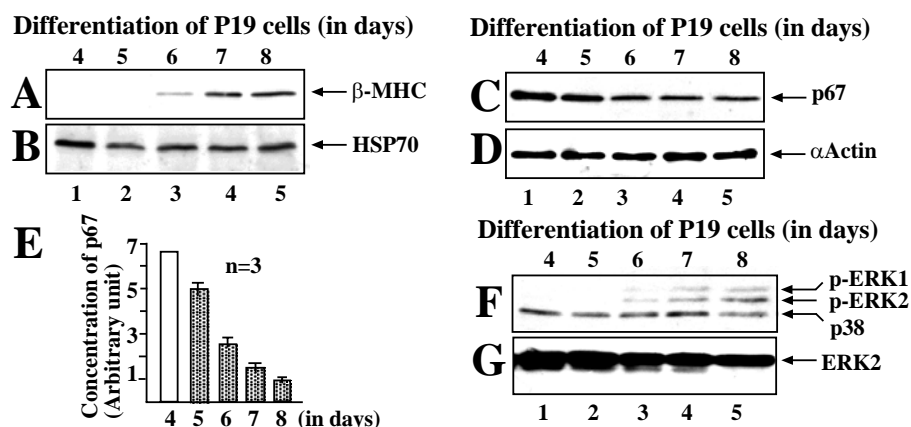 Differentiation of P19 cells (in days)
4 5 6 7 8
A
β-MHC
B
HSP70
1 2 3 4 5
Differentiation of P19 cells (in days)
4 5 6 7 8
C
p67
D
αActin
1 2 3 4 5
E
Concentration of p67
(Arbitrary unit)
7
5
3
1
n=3
4 5 6 7 8 (in days)
Differentiation of P19 cells (in days)
4 5 6 7 8
F
p-ERK1
p-ERK2
p38
G
ERK2
1 2 3 4 5